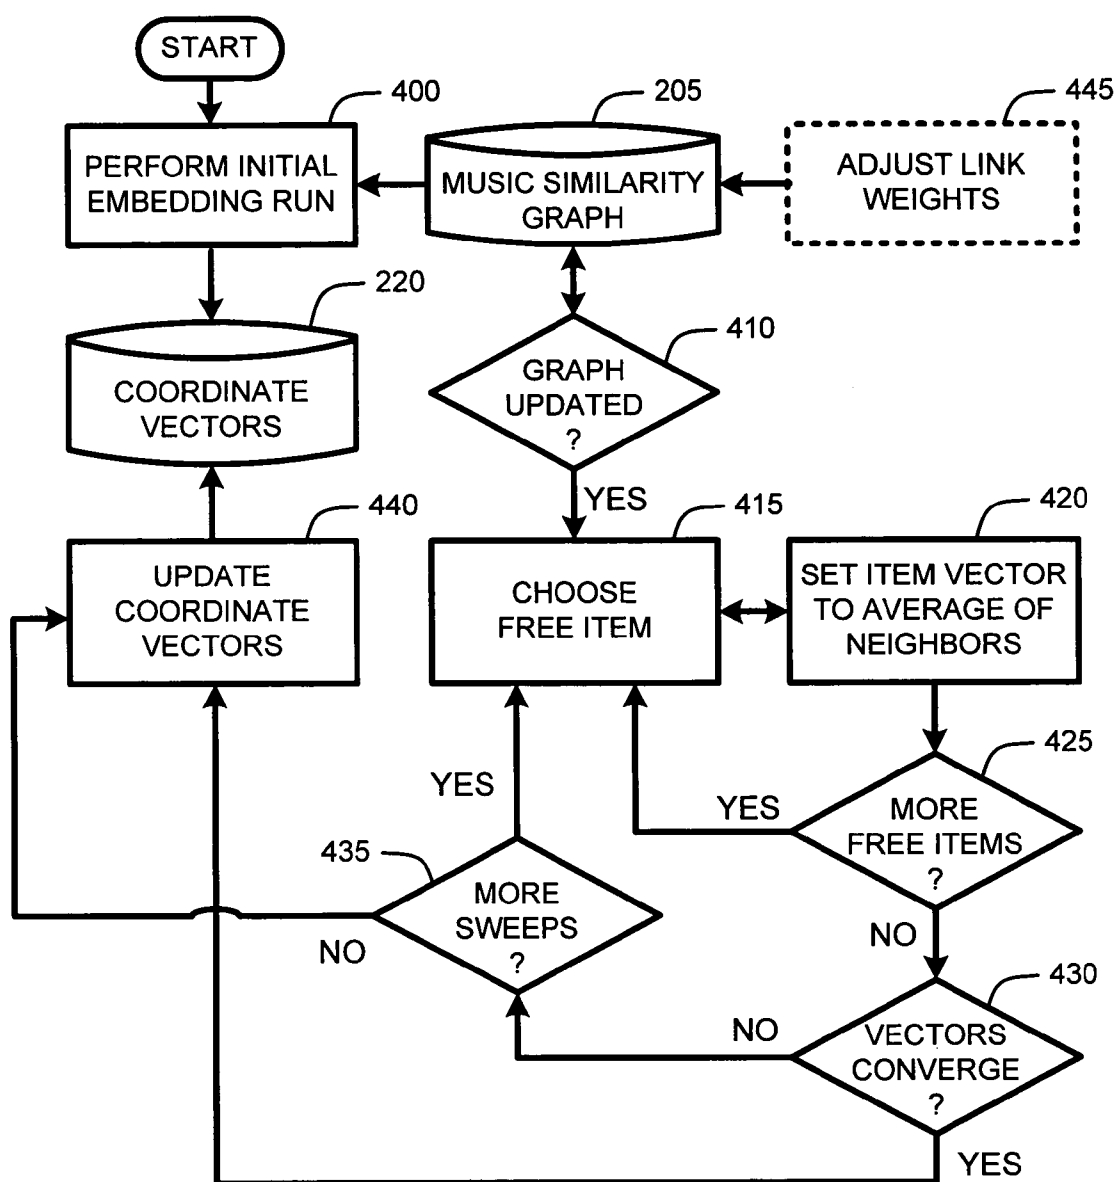 START
400
205
445
PERFORM INITIAL
EMBEDDING RUN
MUSIC SIMILARITY
GRAPH
ADJUST LINK
WEIGHTS
220
410
COORDINATE
VECTORS
GRAPH
UPDATED
?
YES
440
415
420
UPDATE
COORDINATE
VECTORS
CHOOSE
FREE ITEM
SET ITEM VECTOR
TO AVERAGE OF
NEIGHBORS
425
YES
YES
MORE
FREE ITEMS
?
435
MORE
SWEEPS
?
NO
NO
430
NO
VECTORS
CONVERGE
?
YES